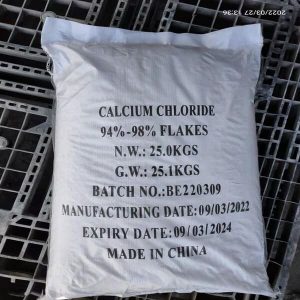 2022/03/27 13:36
CALCIUM CHLORIDE
94%-98% FLAKES
N.W.: 25.0KGS
G.W.: 25.1KGS
BATCH NO.:BE220309
MANUFACTURING DATE: 09/03/2022
EXPIRY DATE: 09/03/2024
MADE IN CHINA